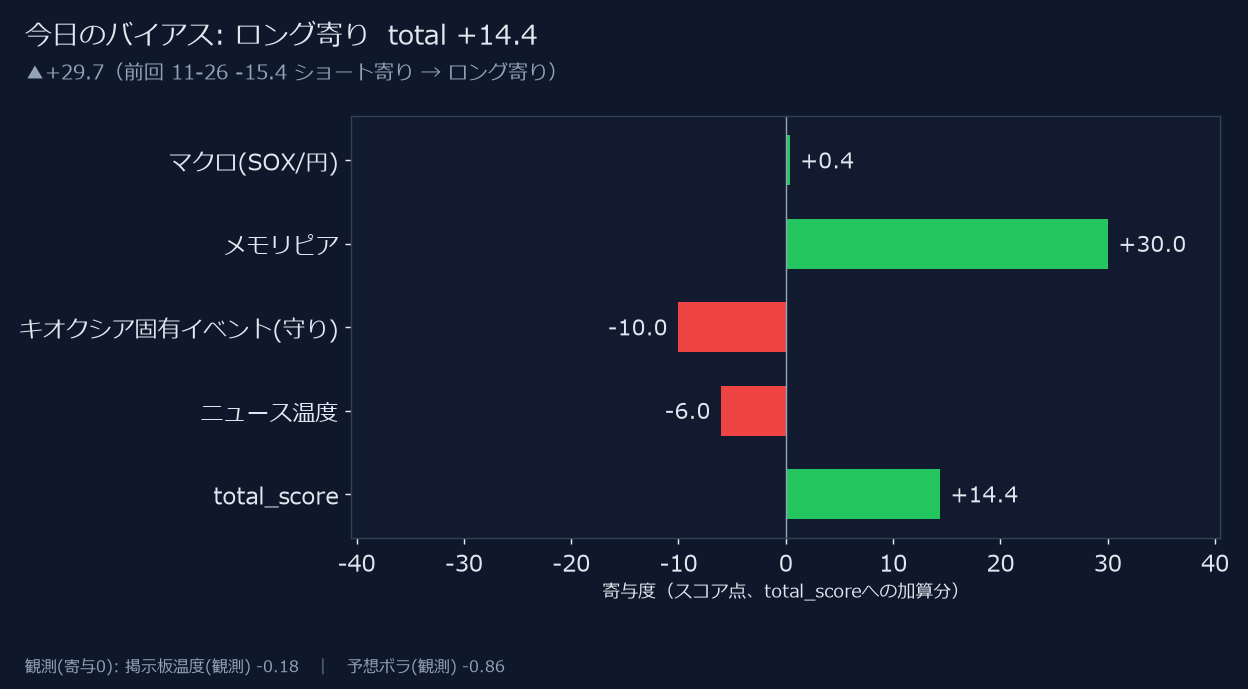 今日のバイアス: ロング寄り  total +14.4
▲+29.7（前回 11-26 -15.4 ショート寄り → ロング寄り）
マクロ(SOX/円)
+0.4
メモリピア
+30.0
キオクシア固有イベント(守り)
-10.0
ニュース温度
-6.0
total_score
+14.4
-40 -30 -20 -10 0 10 20 30 40
寄与度（スコア点、total_scoreへの加算分）
観測(寄与0): 掲示板温度(観測) -0.18 ｜ 予想ボラ(観測) -0.86